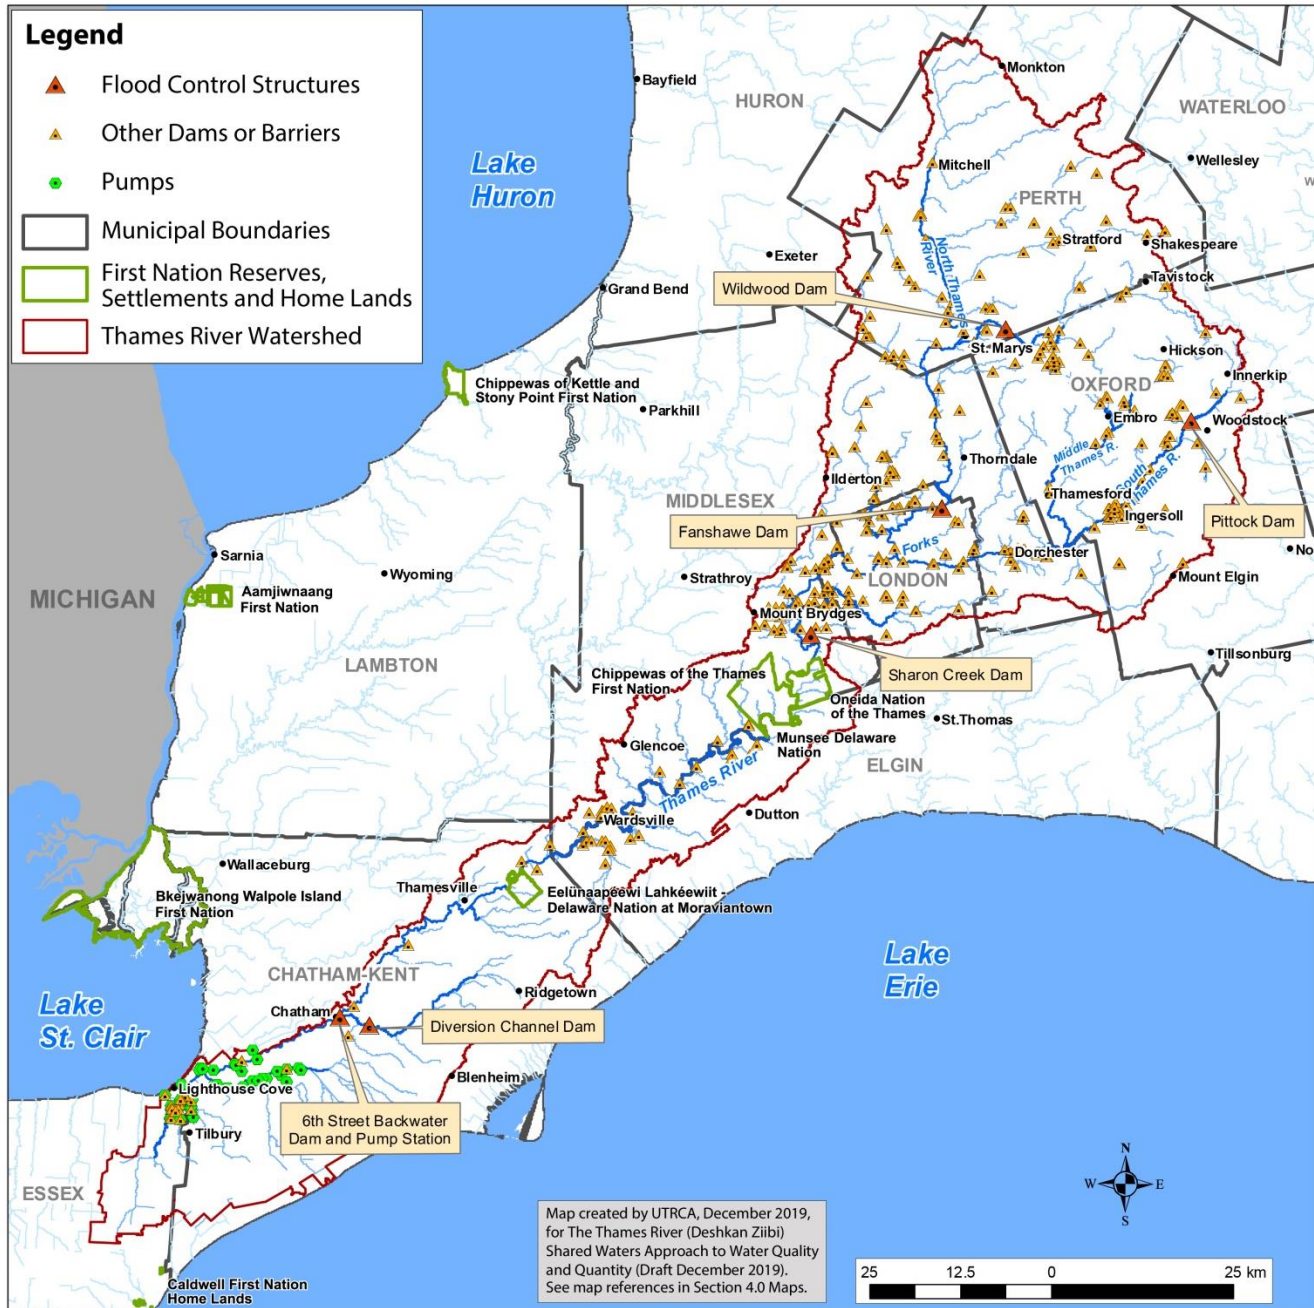 Legend
Flood Control Structures
Other Dams or Barriers
Pumps
Municipal Boundaries
First Nation Reserves,
Settlements and Home Lands
Thames River Watershed
Monkton
Bayfield
HURON
WATERLOO
Lake
Huron
Mitchell
Wellesley
PERTH
Stratford
Shakespeare
North Thames
River
Exeter
Tavistock
Wildwood Dam
Grand Bend
St. Marys
Hickson
Innerkip
OXFORD
Chippewas of Kettle and
Stony Point First Nation
Parkhill
Embro
Woodstock
Middle
Thames R.
South
Thames R.
Thorndale
Ilderton
MIDDLESEX
Thamesford
Ingersoll
Pittock Dam
Fanshawe Dam
Forks
Dorchester
Sarnia
Wyoming
Strathroy
LONDON
Mount Elgin
No
MICHIGAN
Aamjiwnaang
First Nation
Mount Brydges
LAMBTON
Tillsonburg
Chippewas of the Thames
First Nation
Sharon Creek Dam
Oneida Nation
of the Thames
St.Thomas
Munsee Delaware
Nation
Glencoe
ELGIN
Thames River
Wardsville
Dutton
Wallaceburg
Thamesville
Bkejwanong Walpole Island
First Nation
Eelünaapéewi Lahkéewiit -
Delaware Nation at Moraviantown
Lake
Erie
CHATHAM-KENT
Ridgetown
Lake
St. Clair
Chatham
Diversion Channel Dam
Blenheim
Lighthouse Cove
6th Street Backwater
Dam and Pump Station
Tilbury
ESSEX
N
W
E
S
Map created by UTRCA, December 2019,
for The Thames River (Deshkan Ziibi)
Shared Waters Approach to Water Quality
and Quantity (Draft December 2019).
See map references in Section 4.0 Maps.
Caldwell First Nation
Home Lands
25 12.5 0 25 km